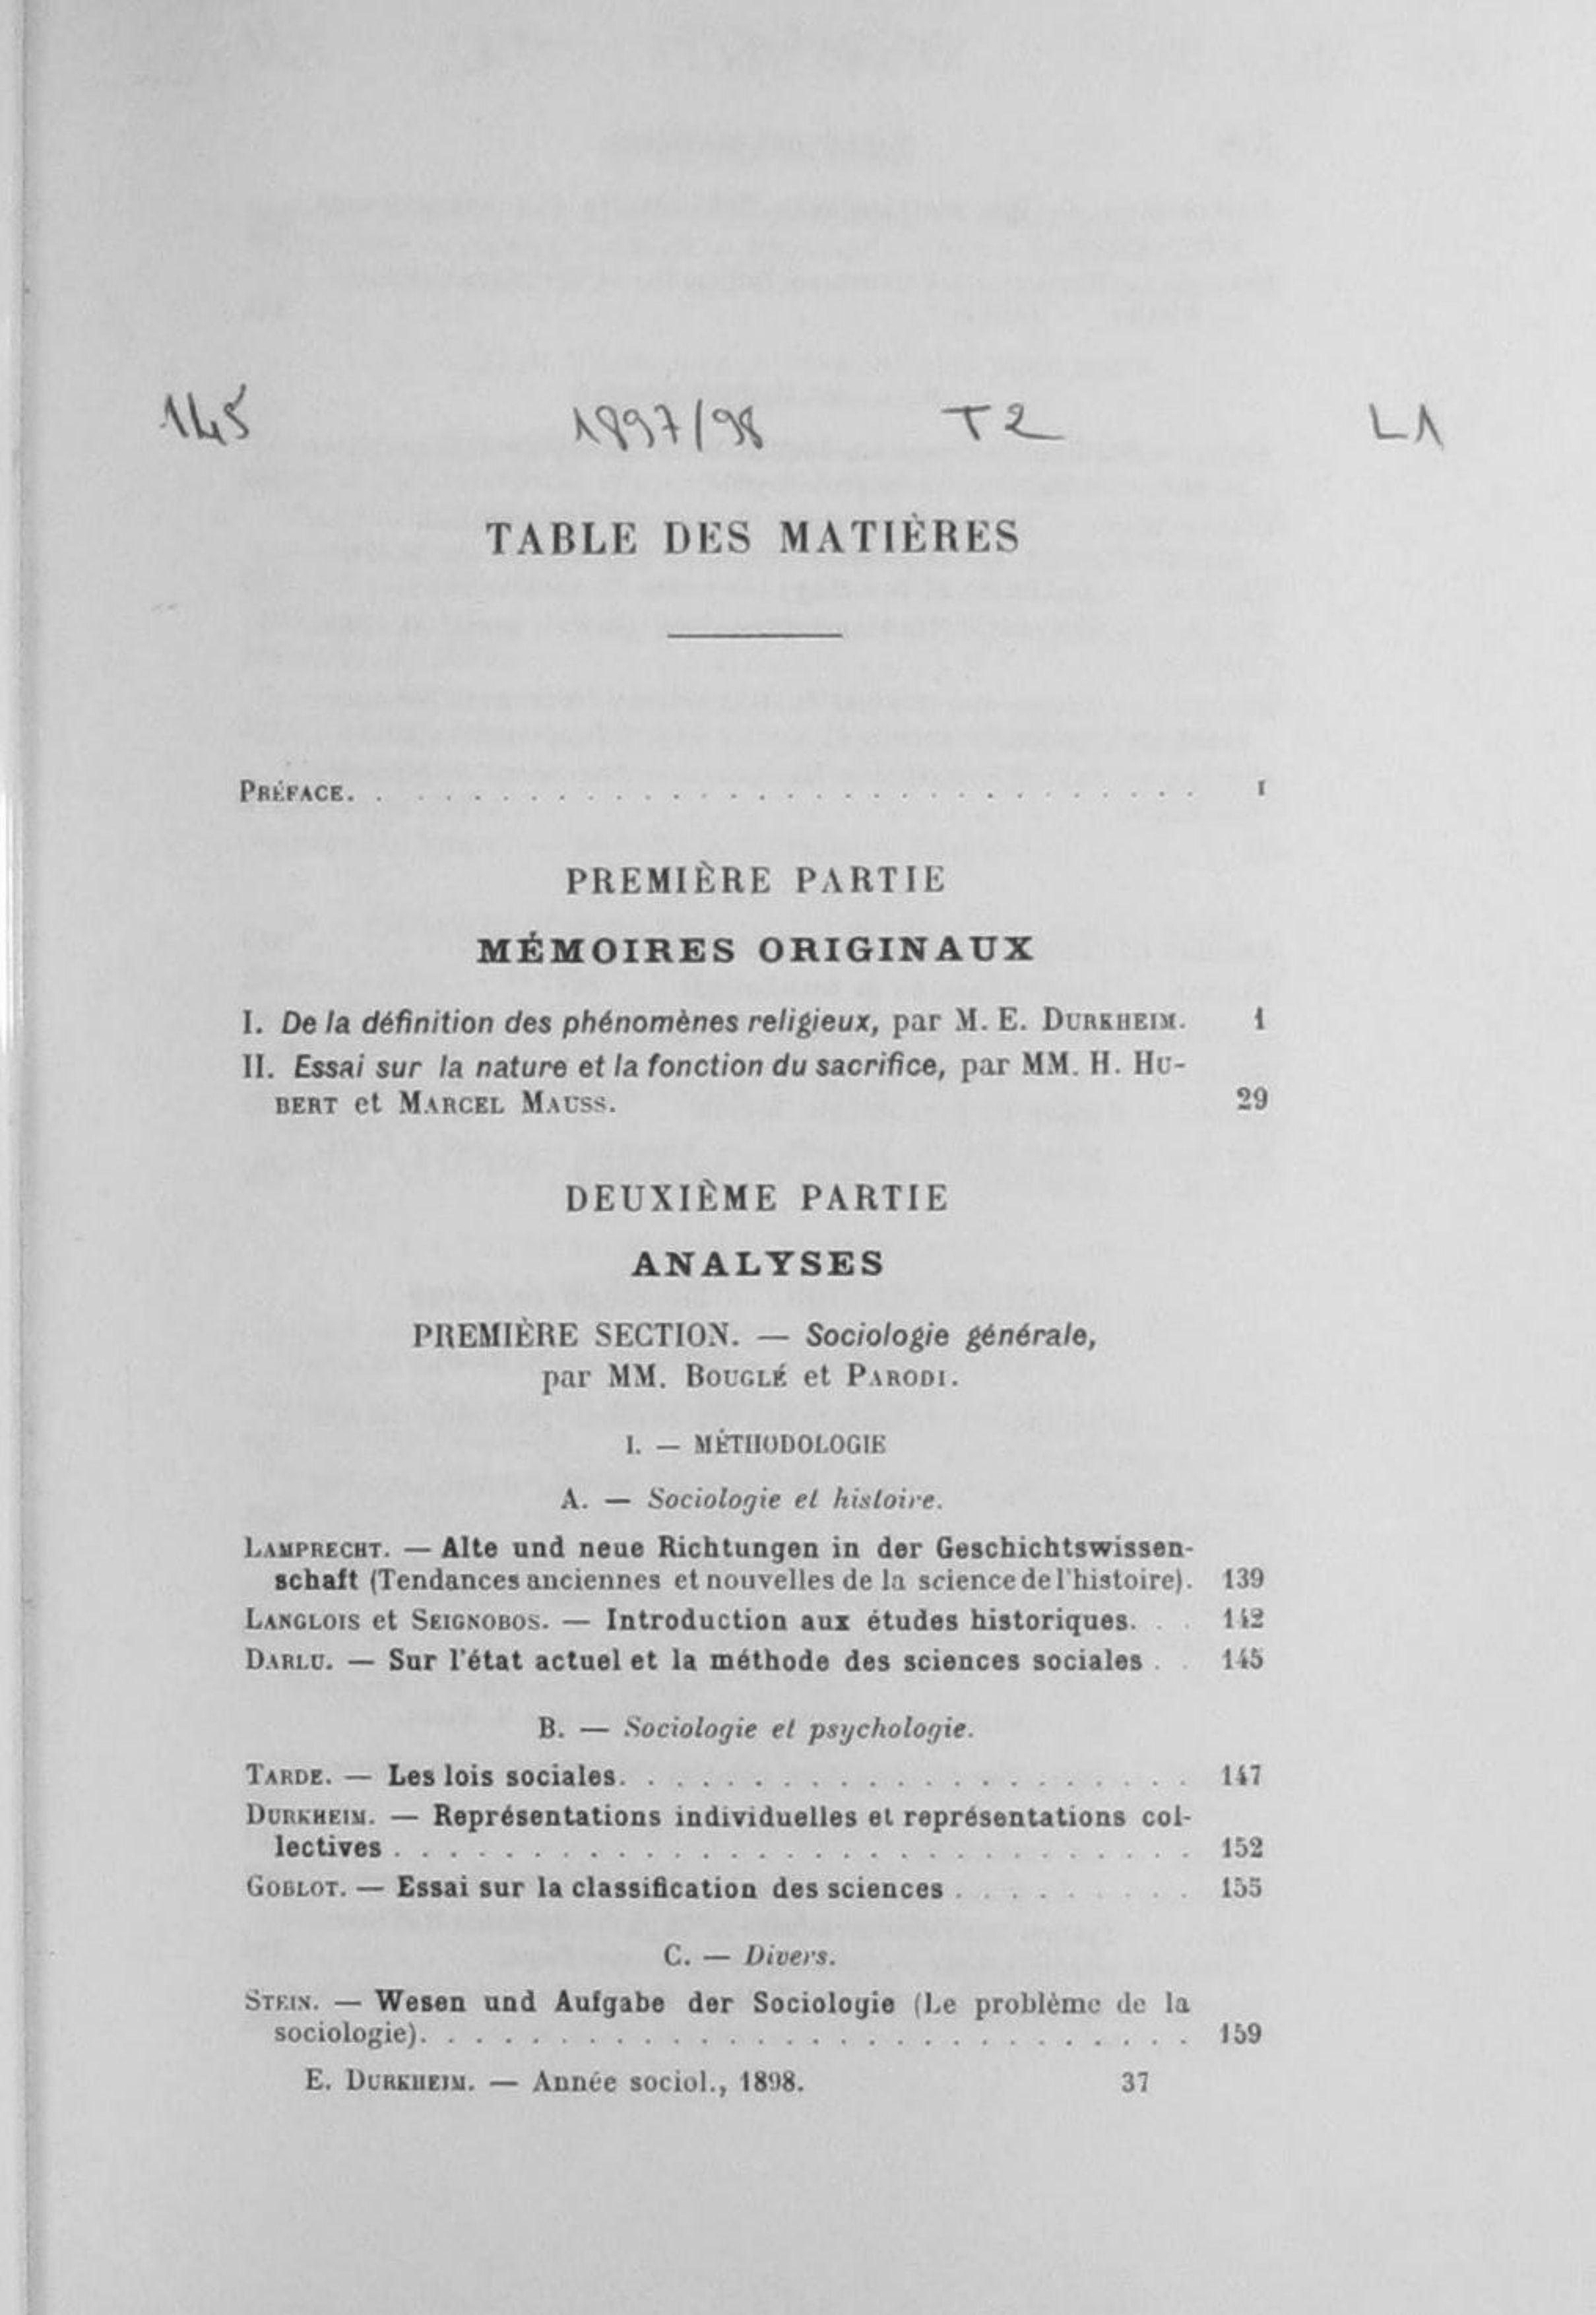 145 1897/98 T2 L1
TABLE DES MATIÈRES
PRÉFACE. . . . . . . . . . . . . . . . . . . . . . . . . . . . . . I
PREMIÈRE PARTIE
MÉMOIRES ORIGINAUX
I. De la définition des phénomènes religieux, par M. E. DURKHEIM. 1
II. Essai sur la nature et la fonction du sacrifice, par MM. H. HU-
BERT et MARCEL MAUSS. 29
DEUXIÈME PARTIE
ANALYSES
PREMIÈRE SECTION. — Sociologie générale,
par MM. BOUGLÉ et PARODI.
I. — MÉTHODOLOGIE
A. — Sociologie et histoire.
LAMPRECHT. — Alte und neue Richtungen in der Geschichtswissen-
schaft (Tendances anciennes et nouvelles de la science de l'histoire). 139
LANGLOIS et SEIGNOBOS. — Introduction aux études historiques. . . 142
DARLU. — Sur l'état actuel et la méthode des sciences sociales . . 145
B. — Sociologie et psychologie.
TARDE. — Les lois sociales. . . . . . . . . . . . . . . . . . . . . 147
DURKHEIM. — Représentations individuelles et représentations col-
lectives . . . . . . . . . . . . . . . . . . . . . . . . . . . . . 152
GOBLOT. — Essai sur la classification des sciences . . . . . . . . . 155
C. — Divers.
STEIN. — Wesen und Aufgabe der Sociologie (Le problème de la
sociologie). . . . . . . . . . . . . . . . . . . . . . . . . . . . 159
E. DURKHEIM. — Année sociol., 1898. 37